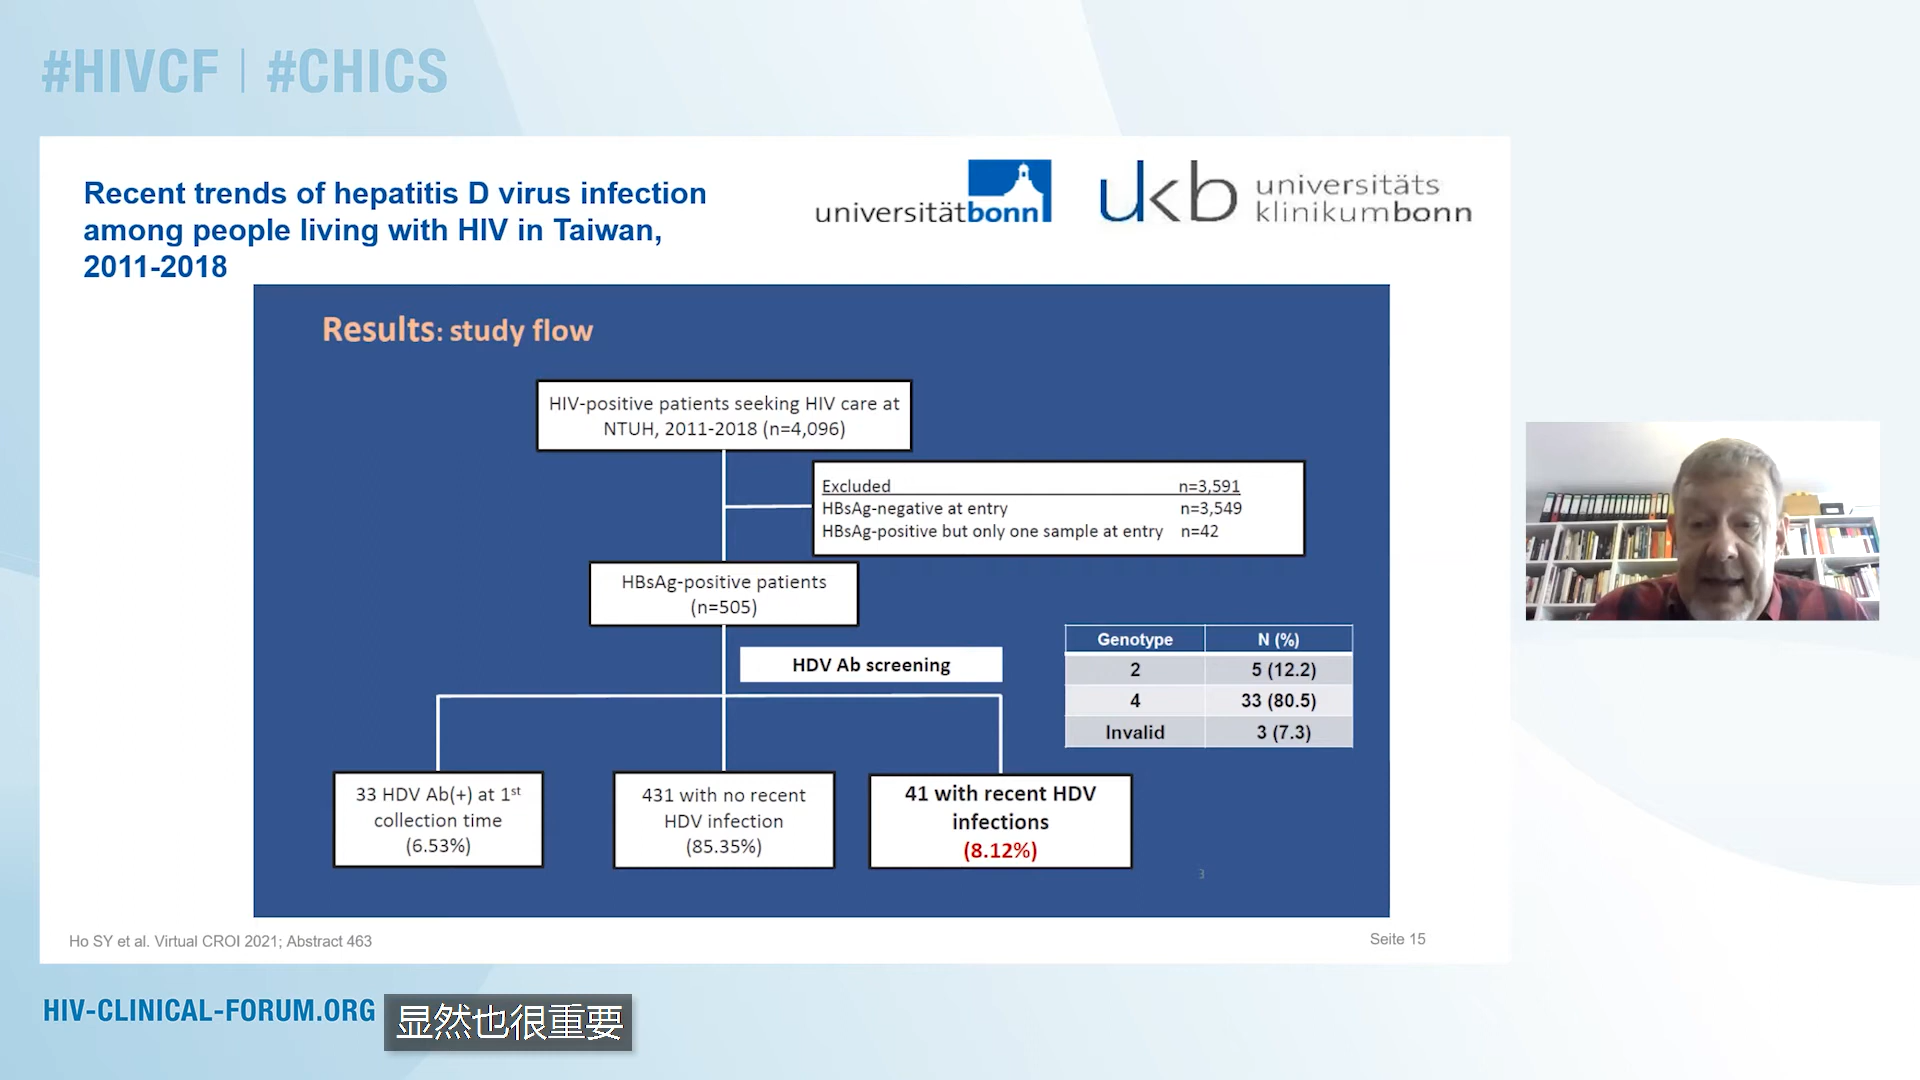 #HIVCF | #CHICS
Recent trends of hepatitis D virus infection
among people living with HIV in Taiwan,
2011-2018
universitätbonn
ukb universitäts
klinikumbonn
Results: study flow
HIV-positive patients seeking HIV care at
NTUH, 2011-2018 (n=4,096)
Excluded n=3,591
HBsAg-negative at entry n=3,549
HBsAg-positive but only one sample at entry n=42
HBsAg-positive patients
(n=505)
HDV Ab screening
Genotype N (%)
2 5 (12.2)
4 33 (80.5)
Invalid 3 (7.3)
33 HDV Ab(+) at 1st
collection time
(6.53%)
431 with no recent
HDV infection
(85.35%)
41 with recent HDV
infections
(8.12%)
3
Ho SY et al. Virtual CROI 2021; Abstract 463
Seite 15
HIV-CLINICAL-FORUM.ORG
显然也很重要